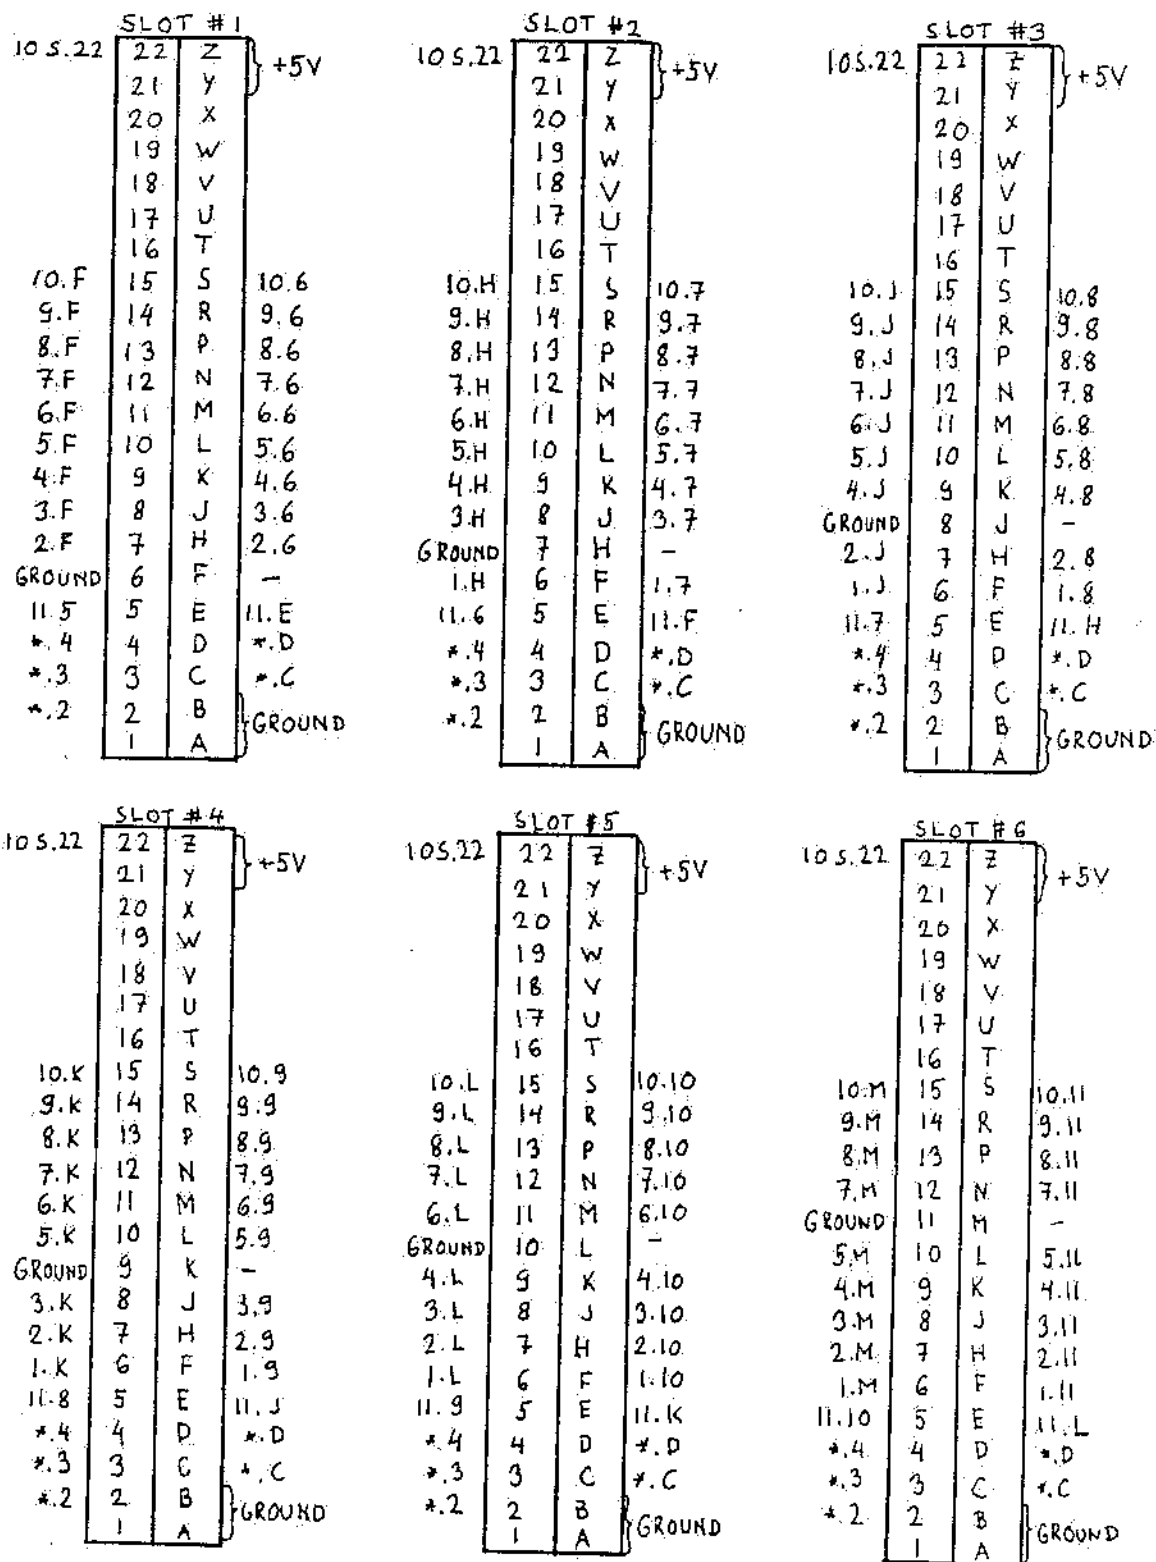 SLOT #1
10 S.22 22 Z +5V
21 Y
20 X
19 W
18 V
17 U
16 T
10.F 15 S 10.6
9.F 14 R 9.6
8.F 13 P 8.6
7.F 12 N 7.6
6.F 11 M 6.6
5.F 10 L 5.6
4.F 9 K 4.6
3.F 8 J 3.6
2.F 7 H 2.6
GROUND 6 F -
11.5 5 E 11.E
*.4 4 D *.D
*.3 3 C *.C
*.2 2 B GROUND
1 A
SLOT #2
10 S.22 22 Z +5V
21 Y
20 X
19 W
18 V
17 U
16 T
10.H 15 S 10.7
9.H 14 R 9.7
8.H 13 P 8.7
7.H 12 N 7.7
6.H 11 M 6.7
5.H 10 L 5.7
4.H 9 K 4.7
3.H 8 J 3.7
GROUND 7 H -
1.H 6 F 1.7
11.6 5 E 11.F
*.4 4 D *.D
*.3 3 C *.C
*.2 2 B GROUND
1 A
SLOT #3
10 S.22 22 Z +5V
21 Y
20 X
19 W
18 V
17 U
16 T
10.J 15 S 10.8
9.J 14 R 9.8
8.J 13 P 8.8
7.J 12 N 7.8
6.J 11 M 6.8
5.J 10 L 5.8
4.J 9 K 4.8
GROUND 8 J -
2.J 7 H 2.8
1.J 6 F 1.8
11.7 5 E 11.H
*.4 4 D *.D
*.3 3 C *.C
*.2 2 B GROUND
1 A
SLOT #4
10 S.22 22 Z +5V
21 Y
20 X
19 W
18 V
17 U
16 T
10.K 15 S 10.9
9.K 14 R 9.9
8.K 13 P 8.9
7.K 12 N 7.9
6.K 11 M 6.9
5.K 10 L 5.9
GROUND 9 K -
3.K 8 J 3.9
2.K 7 H 2.9
1.K 6 F 1.9
11.8 5 E 11.J
*.4 4 D *.D
*.3 3 C *.C
*.2 2 B GROUND
1 A
SLOT #5
10 S.22 22 Z +5V
21 Y
20 X
19 W
18 V
17 U
16 T
10.L 15 S 10.10
9.L 14 R 9.10
8.L 13 P 8.10
7.L 12 N 7.10
6.L 11 M 6.10
GROUND 10 L -
4.L 9 K 4.10
3.L 8 J 3.10
2.L 7 H 2.10
1.L 6 F 1.10
11.9 5 E 11.K
*.4 4 D *.D
*.3 3 C *.C
*.2 2 B GROUND
1 A
SLOT #6
10 S.22 22 Z +5V
21 Y
20 X
19 W
18 V
17 U
16 T
10.M 15 S 10.11
9.M 14 R 9.11
8.M 13 P 8.11
7.M 12 N 7.11
GROUND 11 M -
5.M 10 L 5.11
4.M 9 K 4.11
3.M 8 J 3.11
2.M 7 H 2.11
1.M 6 F 1.11
11.10 5 E 11.L
*.4 4 D *.D
*.3 3 C *.C
*.2 2 B GROUND
1 A